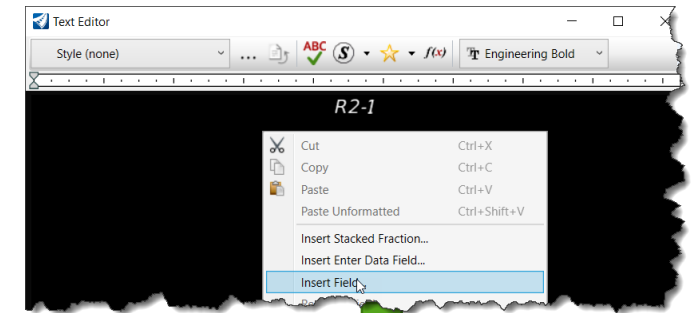 Text Editor
Style (none) ... ABC S f(x) Engineering Bold
R2-1
Cut Ctrl+X
Copy Ctrl+C
Paste Ctrl+V
Paste Unformatted Ctrl+Shift+V
Insert Stacked Fraction...
Insert Enter Data Field...
Insert Field